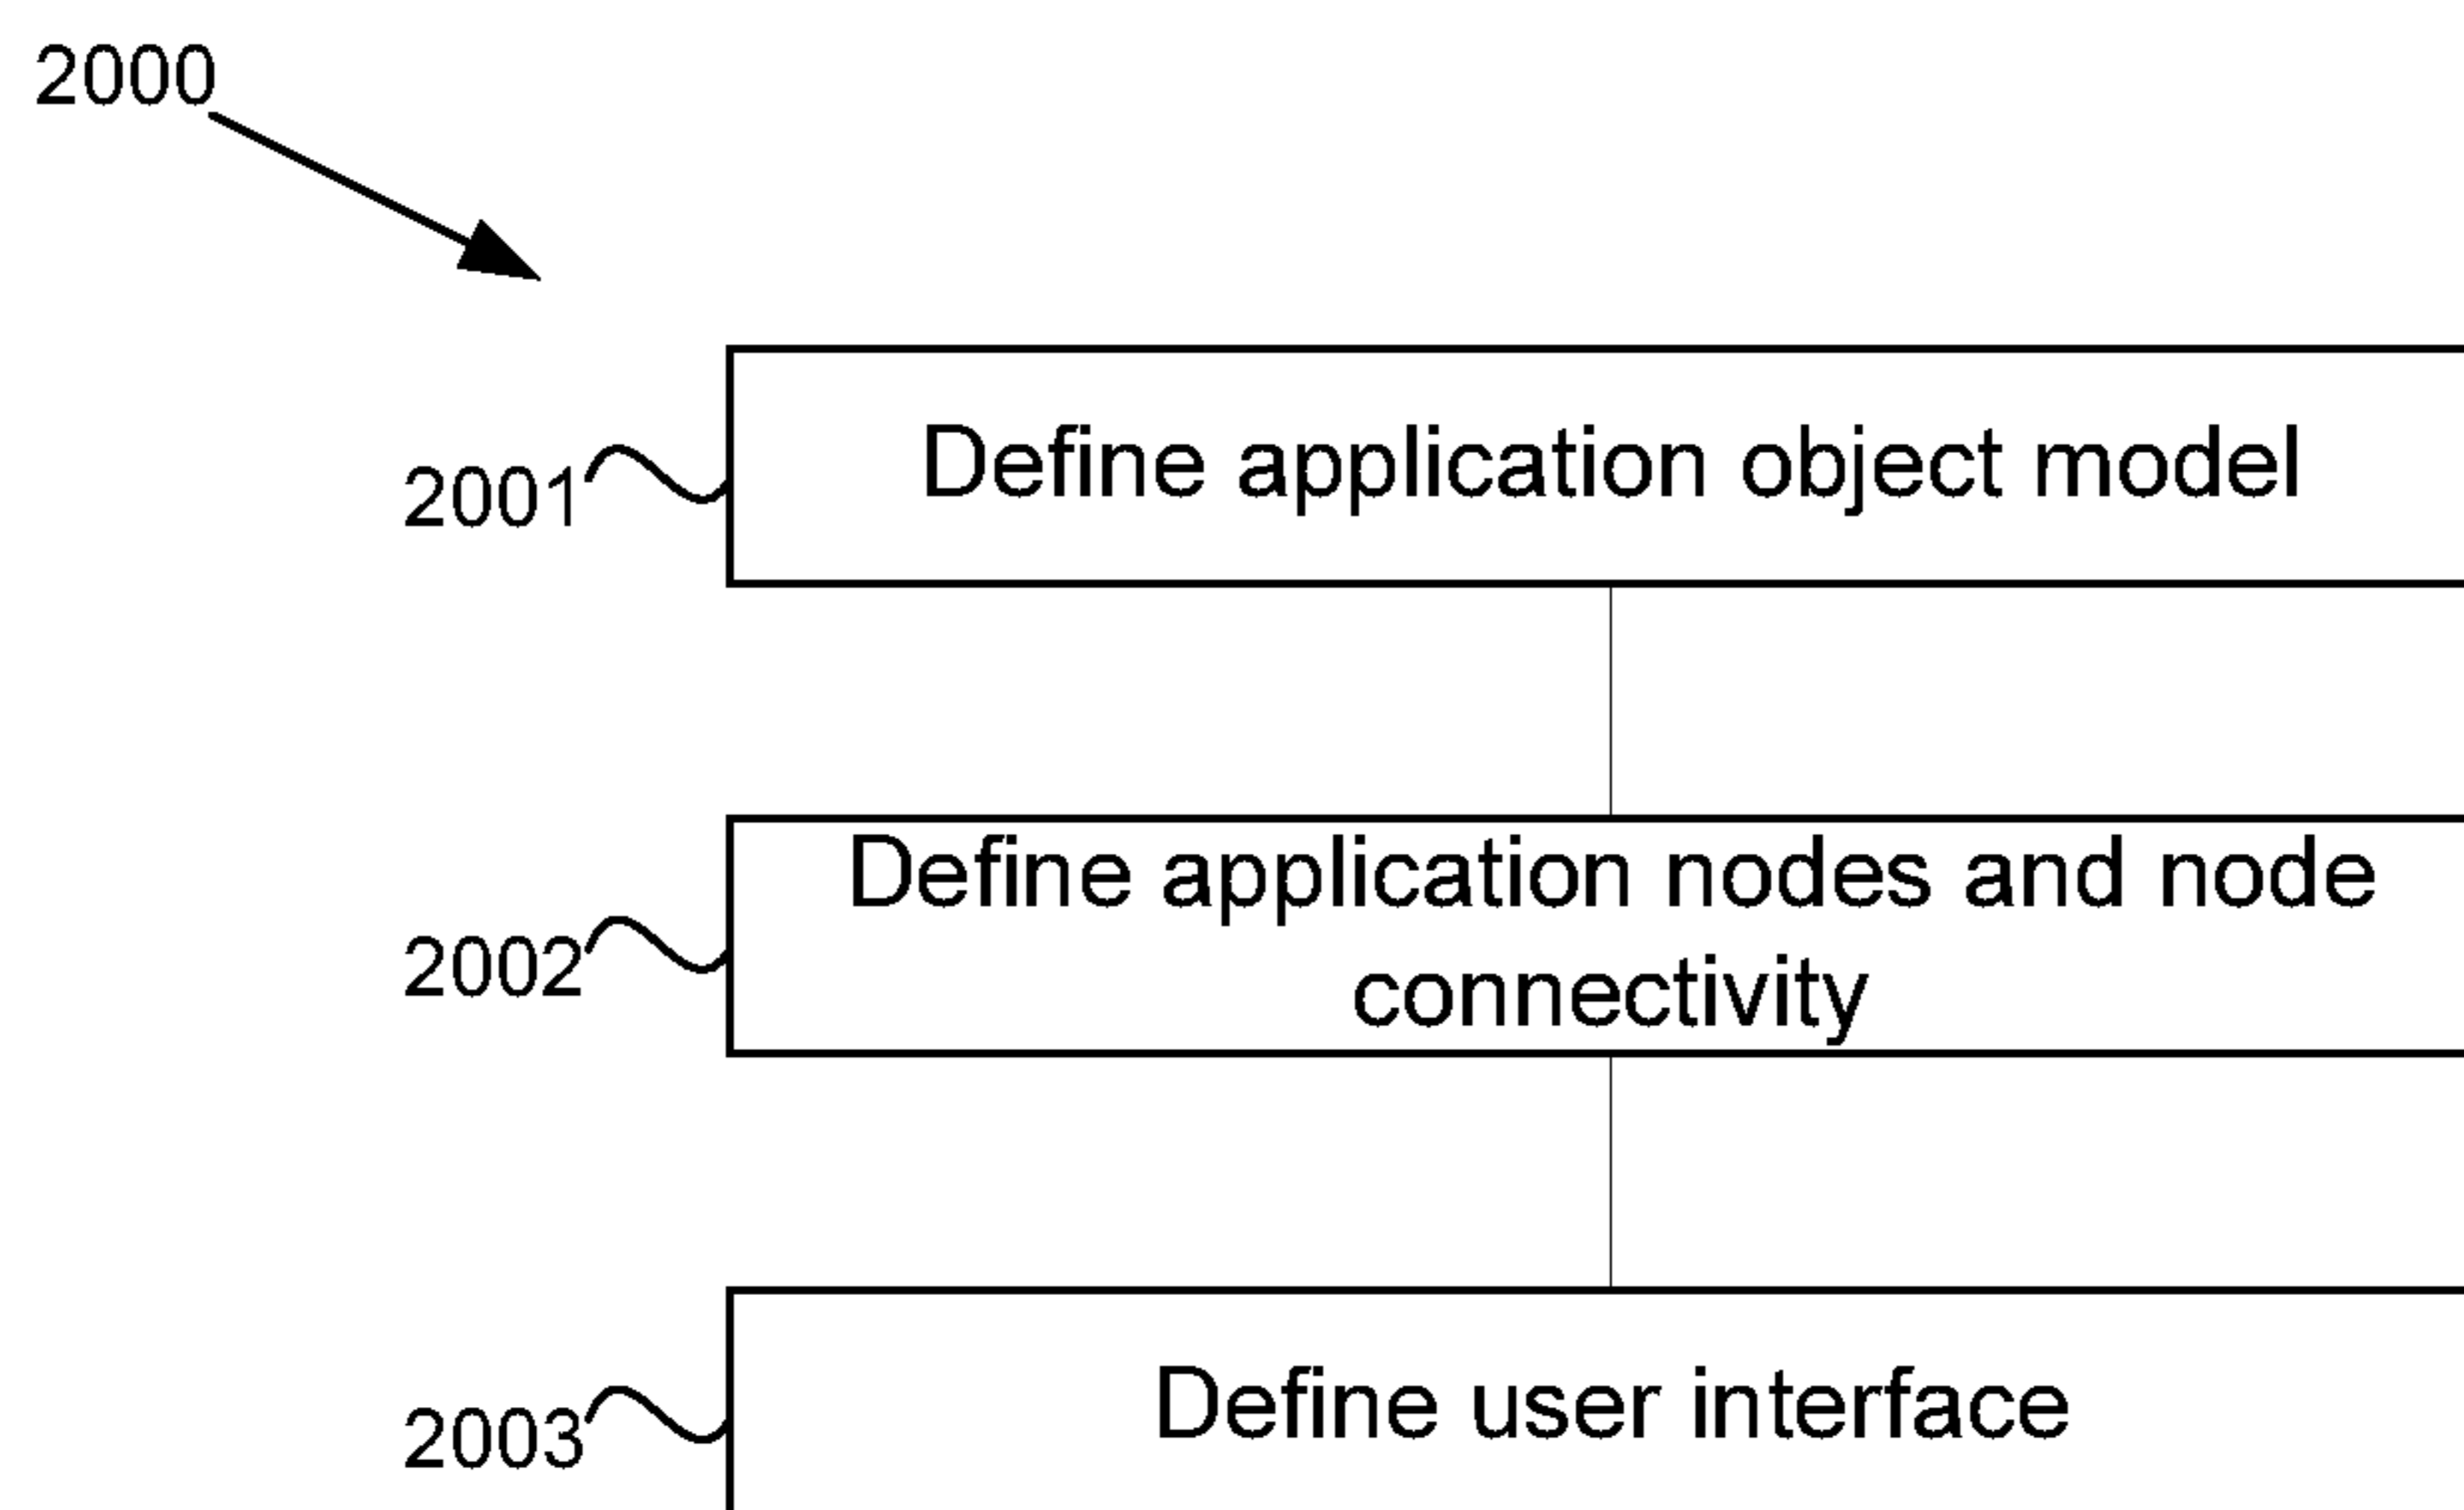 2000
2001
Define application object model
2002
Define application nodes and node
connectivity
2003
Define user interface